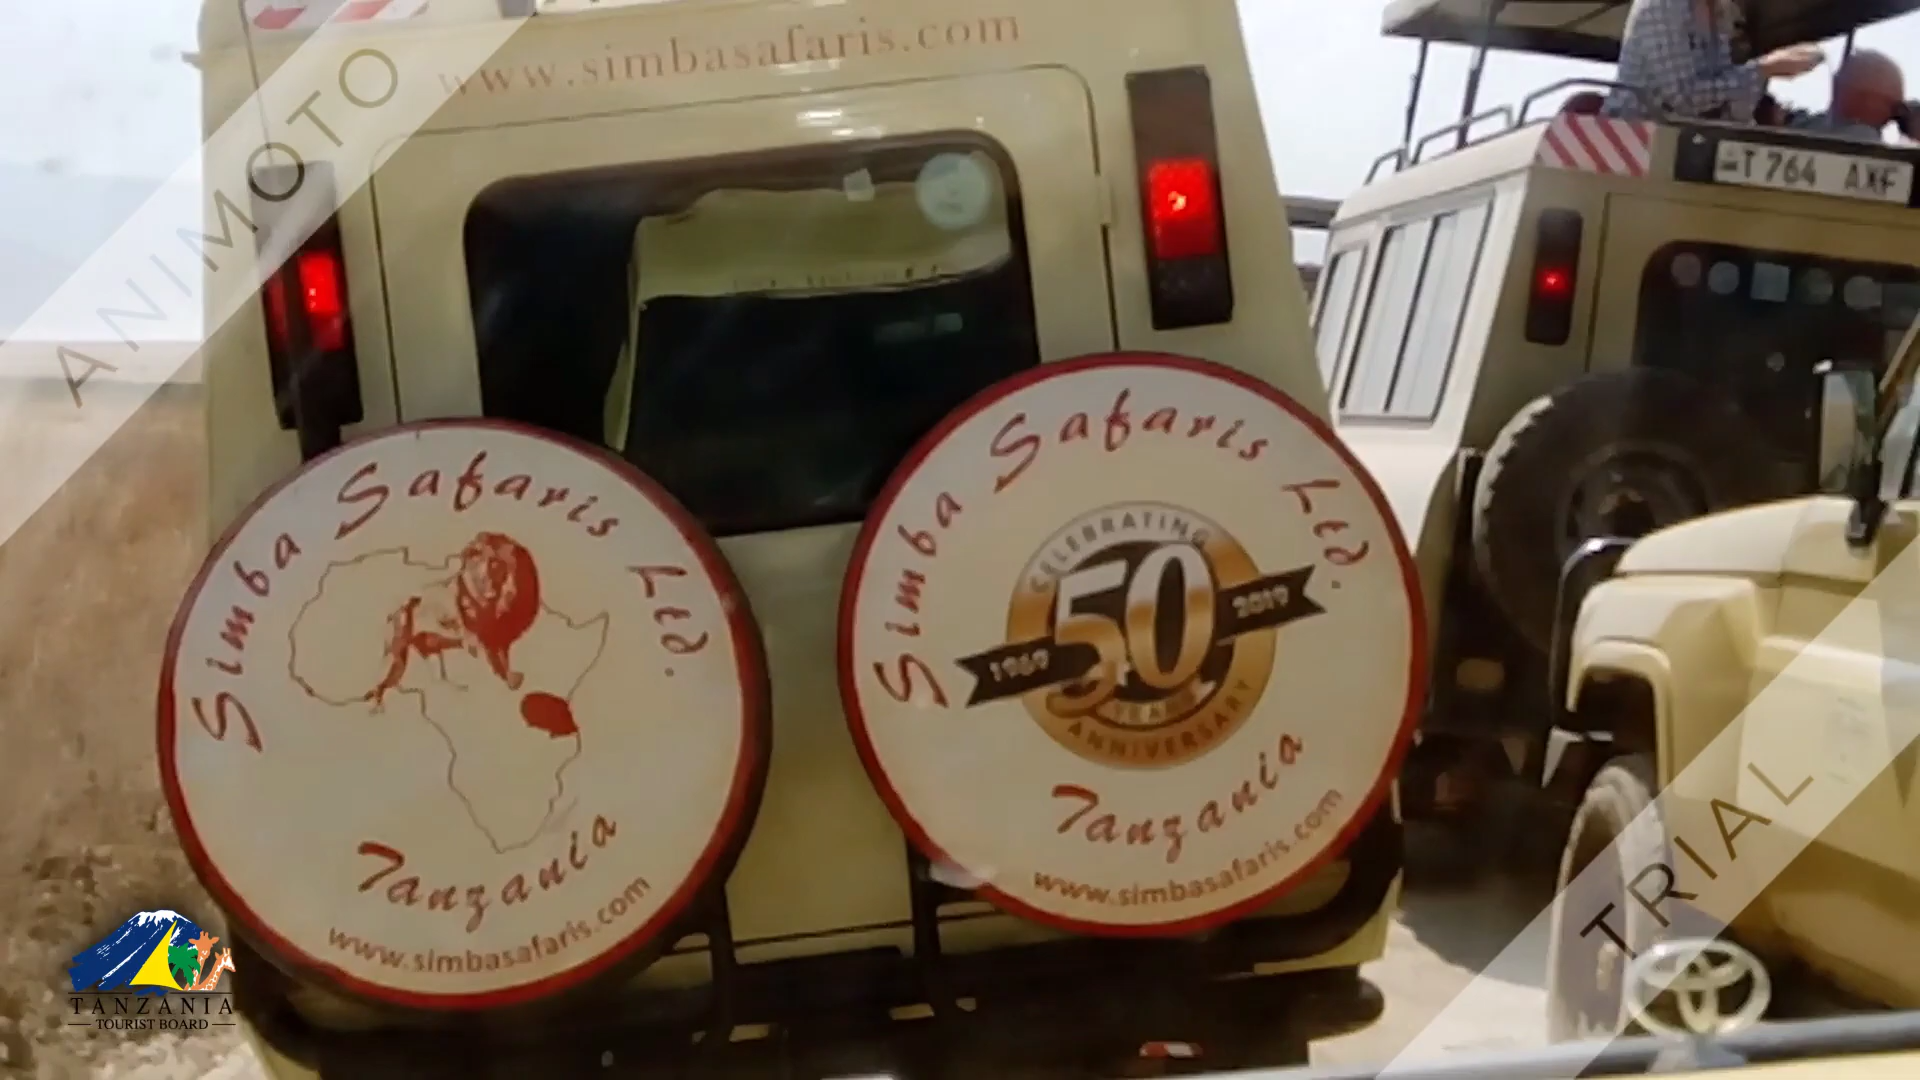 www.simbasafaris.com
ANIMOTO
T 764 AXF
Simba Safaris Ltd.
Tanzania
www.simbasafaris.com
Simba Safaris Ltd.
CELEBRATING
50
1969
2019
YEARS
ANNIVERSARY
Tanzania
www.simbasafaris.com
TRIAL
TANZANIA
TOURIST BOARD